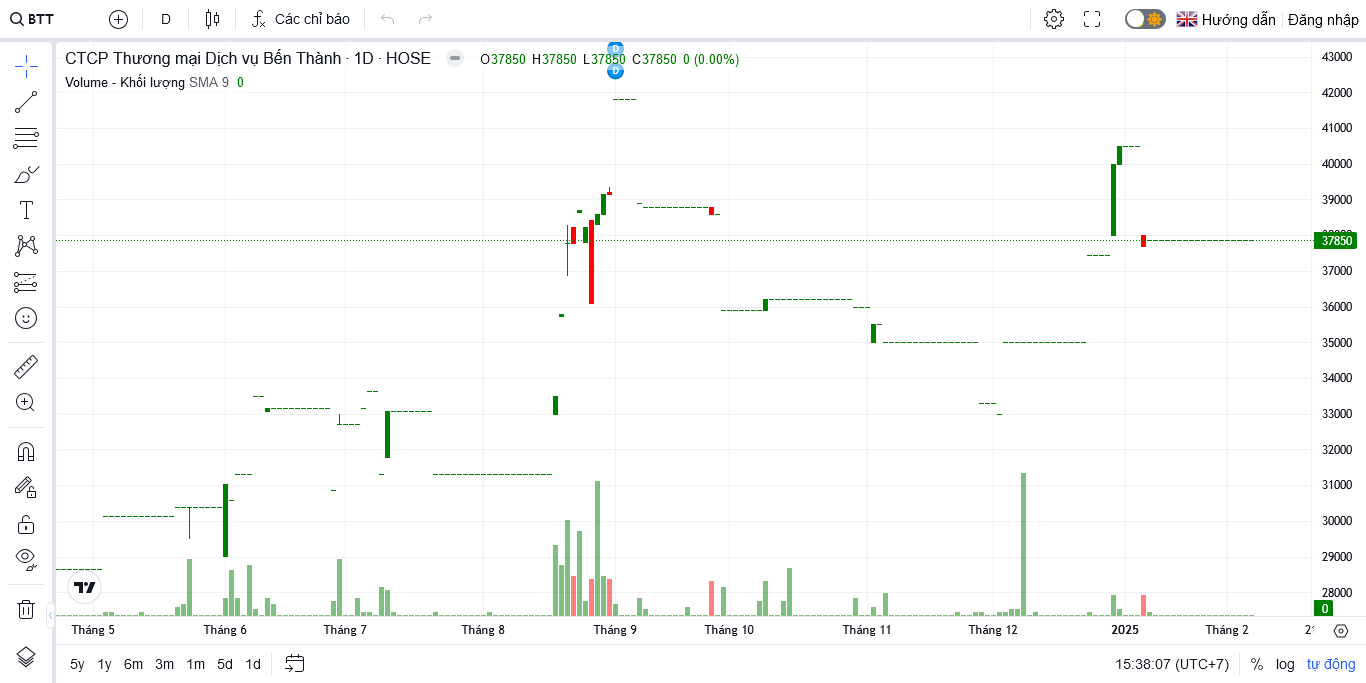 BTT D Các chỉ báo Hướng dẫn Đăng nhập
CTCP Thương mại Dịch vụ Bến Thành · 1D · HOSE O37850 H37850 L37850 C37850 0 (0.00%)
Volume - Khối lượng SMA 9 0
D
D
43000
42000
41000
40000
39000
37850
37000
36000
35000
34000
33000
32000
31000
30000
29000
28000
0
Tháng 5 Tháng 6 Tháng 7 Tháng 8 Tháng 9 Tháng 10 Tháng 11 Tháng 12 2025 Tháng 2
5y 1y 6m 3m 1m 5d 1d 15:38:07 (UTC+7) % log tự động